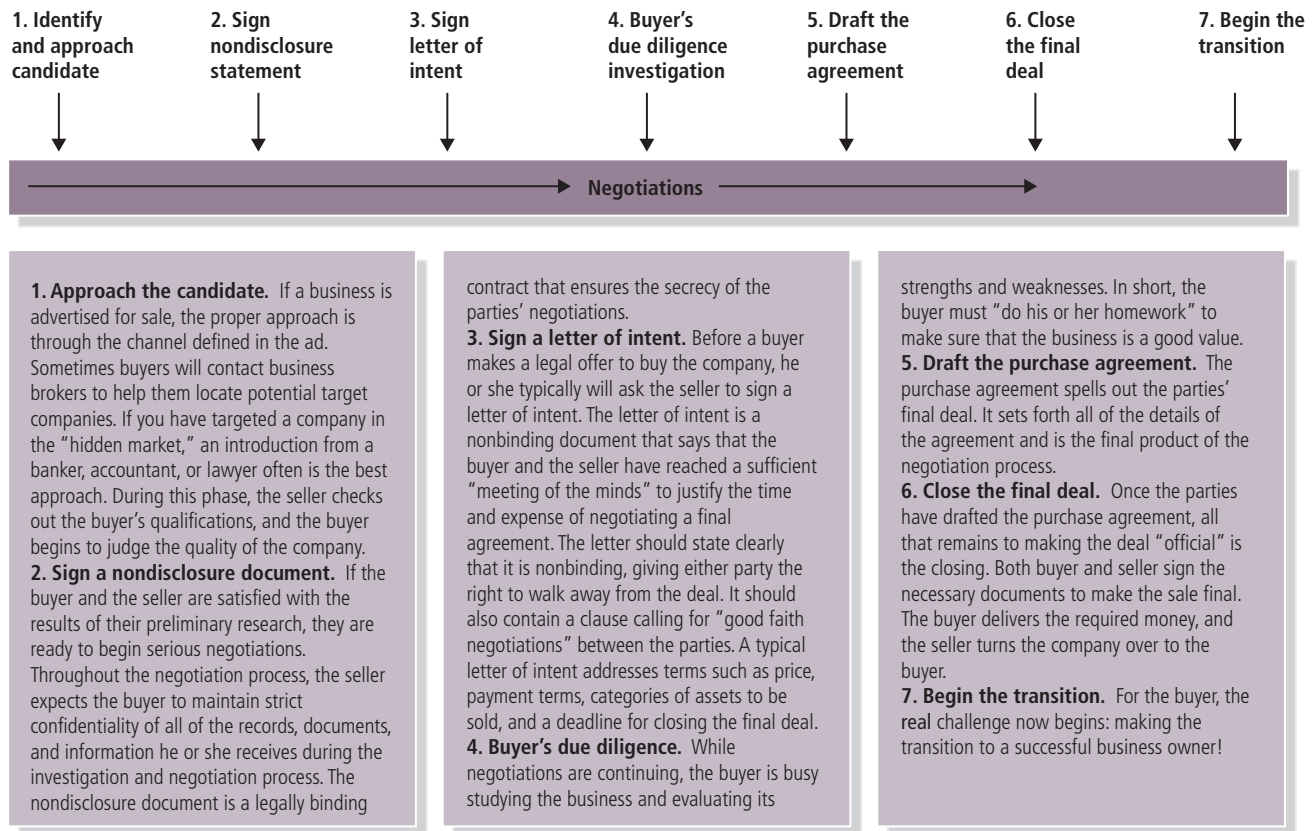 1. Identify
and approach
candidate
2. Sign
nondisclosure
statement
3. Sign
letter of
intent
4. Buyer's
due diligence
investigation
5. Draft the
purchase
agreement
6. Close
the final
deal
7. Begin the
transition
Negotiations
1. Approach the candidate. If a business is
advertised for sale, the proper approach is
through the channel defined in the ad.
Sometimes buyers will contact business
brokers to help them locate potential target
companies. If you have targeted a company in
the “hidden market,” an introduction from a
banker, accountant, or lawyer often is the best
approach. During this phase, the seller checks
out the buyer’s qualifications, and the buyer
begins to judge the quality of the company.
2. Sign a nondisclosure document. If the
buyer and the seller are satisfied with the
results of their preliminary research, they are
ready to begin serious negotiations.
Throughout the negotiation process, the seller
expects the buyer to maintain strict
confidentiality of all of the records, documents,
and information he or she receives during the
investigation and negotiation process. The
nondisclosure document is a legally binding
contract that ensures the secrecy of the
parties’ negotiations.
3. Sign a letter of intent. Before a buyer
makes a legal offer to buy the company, he
or she typically will ask the seller to sign a
letter of intent. The letter of intent is a
nonbinding document that says that the
buyer and the seller have reached a sufficient
“meeting of the minds” to justify the time
and expense of negotiating a final
agreement. The letter should state clearly
that it is nonbinding, giving either party the
right to walk away from the deal. It should
also contain a clause calling for “good faith
negotiations” between the parties. A typical
letter of intent addresses terms such as price,
payment terms, categories of assets to be
sold, and a deadline for closing the final deal.
4. Buyer’s due diligence. While
negotiations are continuing, the buyer is busy
studying the business and evaluating its
strengths and weaknesses. In short, the
buyer must “do his or her homework” to
make sure that the business is a good value.
5. Draft the purchase agreement. The
purchase agreement spells out the parties’
final deal. It sets forth all of the details of
the agreement and is the final product of the
negotiation process.
6. Close the final deal. Once the parties
have drafted the purchase agreement, all
that remains to making the deal “official” is
the closing. Both buyer and seller sign the
necessary documents to make the sale final.
The buyer delivers the required money, and
the seller turns the company over to the
buyer.
7. Begin the transition. For the buyer, the
real challenge now begins: making the
transition to a successful business owner!